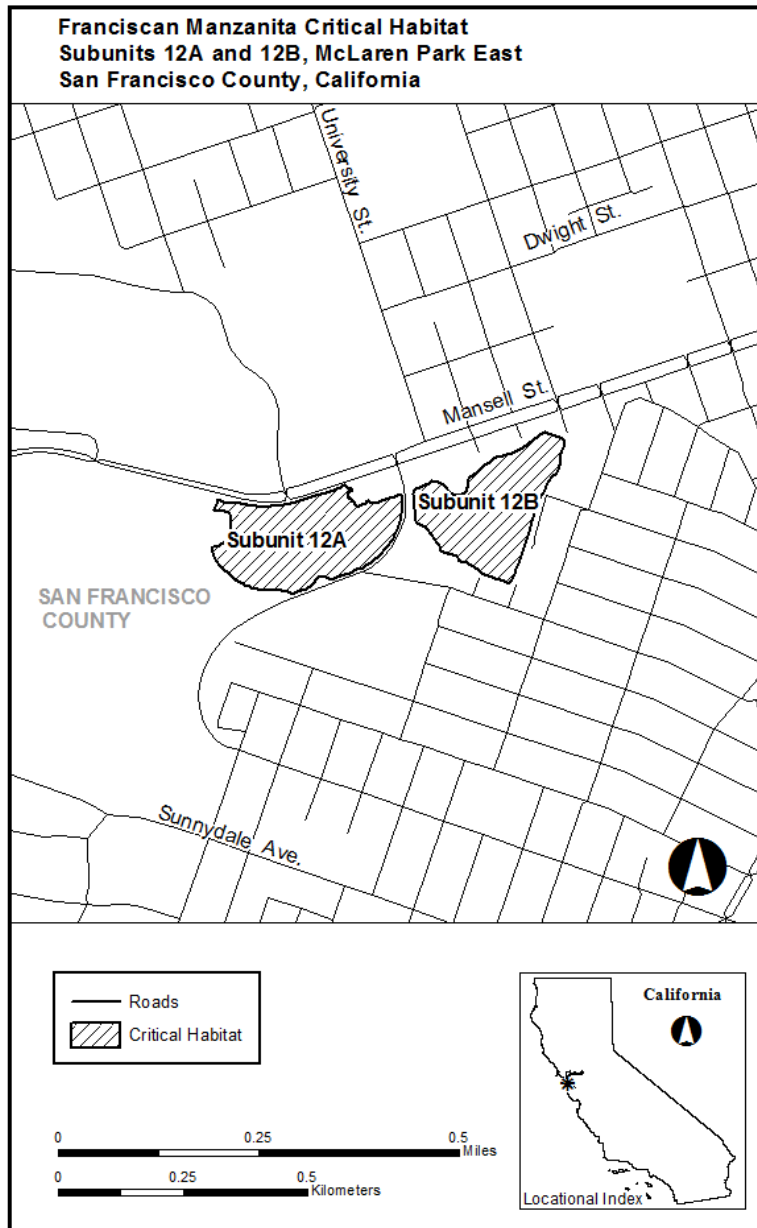 Franciscan Manzanita Critical Habitat
Subunits 12A and 12B, McLaren Park East
San Francisco County, California
University St.
Dwight St.
Mansell St.
Subunit 12B
Subunit 12A
SAN FRANCISCO
COUNTY
Sunnydale Ave.
Roads
Critical Habitat
California
0 0.25 0.5
Miles
0 0.25 0.5
Kilometers
Locational Index